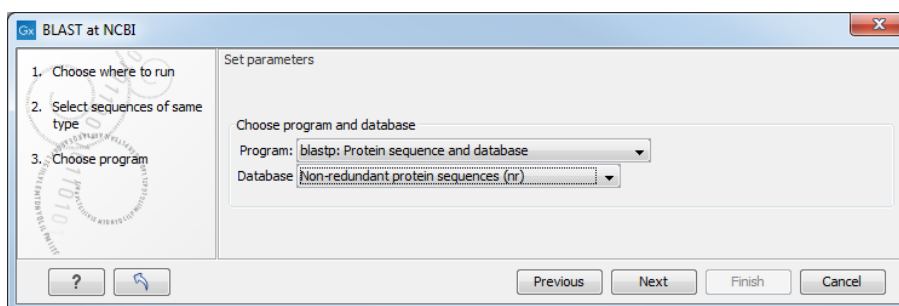 Gx BLAST at NCBI
1. Choose where to run
2. Select sequences of same
type
3. Choose program
Set parameters
Choose program and database
Program: blastp: Protein sequence and database
Database Non-redundant protein sequences (nr)
? Previous Next Finish Cancel